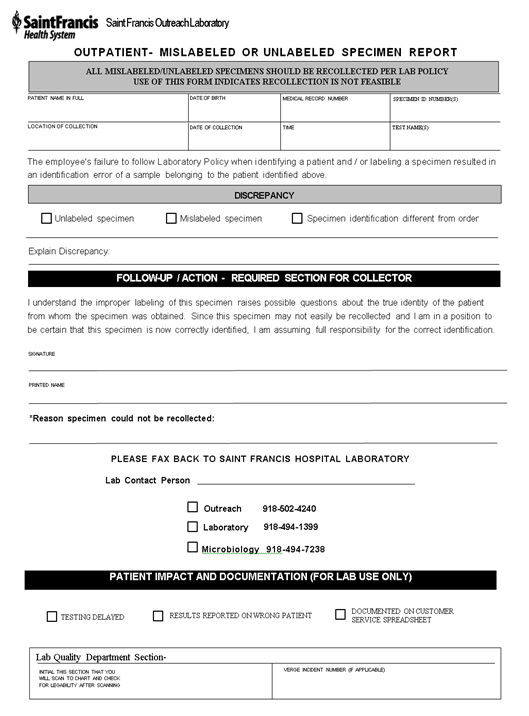 SaintFrancis Saint Francis Outreach Laboratory
Health System
OUTPATIENT- MISLABELED OR UNLABELED SPECIMEN REPORT
ALL MISLABELED/UNLABELED SPECIMENS SHOULD BE RECOLLECTED PER LAB POLICY
USE OF THIS FORM INDICATES RECOLLECTION IS NOT FEASIBLE
PATIENT NAME IN FULL DATE OF BIRTH MEDICAL RECORD NUMBER SPECIMEN ID NUMBER(S)
LOCATION OF COLLECTION DATE OF COLLECTION TIME TEST NAME(S)
The employee's failure to follow Laboratory Policy when identifying a patient and / or labeling a specimen resulted in
an identification error of a sample belonging to the patient identified above.
DISCREPANCY
Unlabeled specimen Mislabeled specimen Specimen identification different from order
Explain Discrepancy:
FOLLOW-UP / ACTION - REQUIRED SECTION FOR COLLECTOR
I understand the improper labeling of this specimen raises possible questions about the true identity of the patient
from whom the specimen was obtained. Since this specimen may not easily be recollected and I am in a position to
be certain that this specimen is now correctly identified, I am assuming full responsibility for the correct identification.
SIGNATURE
PRINTED NAME
*Reason specimen could not be recollected:
PLEASE FAX BACK TO SAINT FRANCIS HOSPITAL LABORATORY
Lab Contact Person
Outreach 918-502-4240
Laboratory 918-494-1399
Microbiology 918-494-7238
PATIENT IMPACT AND DOCUMENTATION (FOR LAB USE ONLY)
TESTING DELAYED RESULTS REPORTED ON WRONG PATIENT DOCUMENTED ON CUSTOMER
SERVICE SPREADSHEET
Lab Quality Department Section-
INITIAL THIS SECTION THAT YOU VERGE INCIDENT NUMBER (IF APPLICABLE)
WILL SCAN TO CHART AND CHECK
FOR LEGABILITY AFTER SCANNING